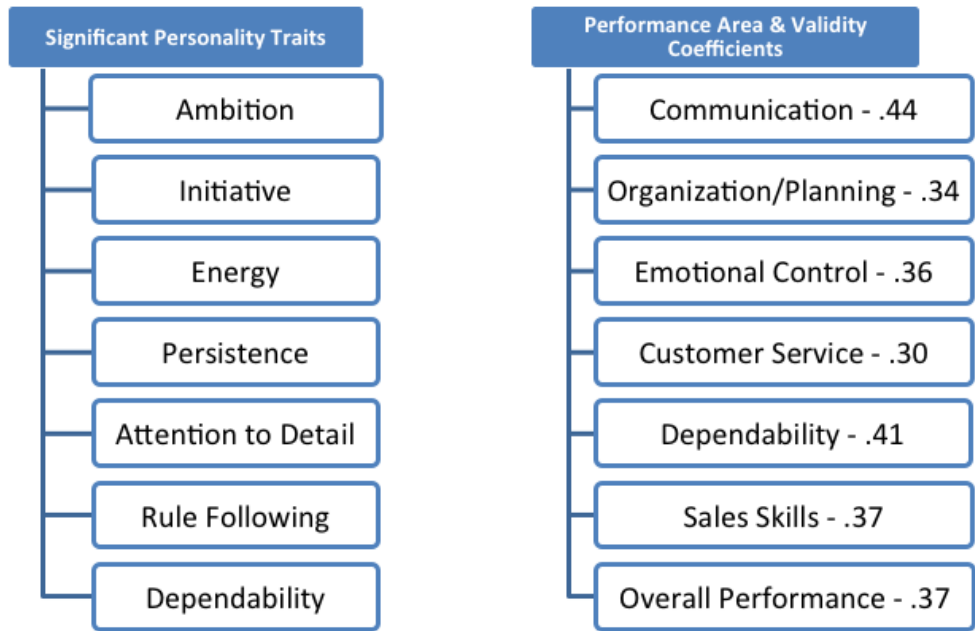 Significant Personality Traits
Ambition
Initiative
Energy
Persistence
Attention to Detail
Rule Following
Dependability
Performance Area & Validity
Coefficients
Communication - .44
Organization/Planning - .34
Emotional Control - .36
Customer Service - .30
Dependability - .41
Sales Skills - .37
Overall Performance - .37